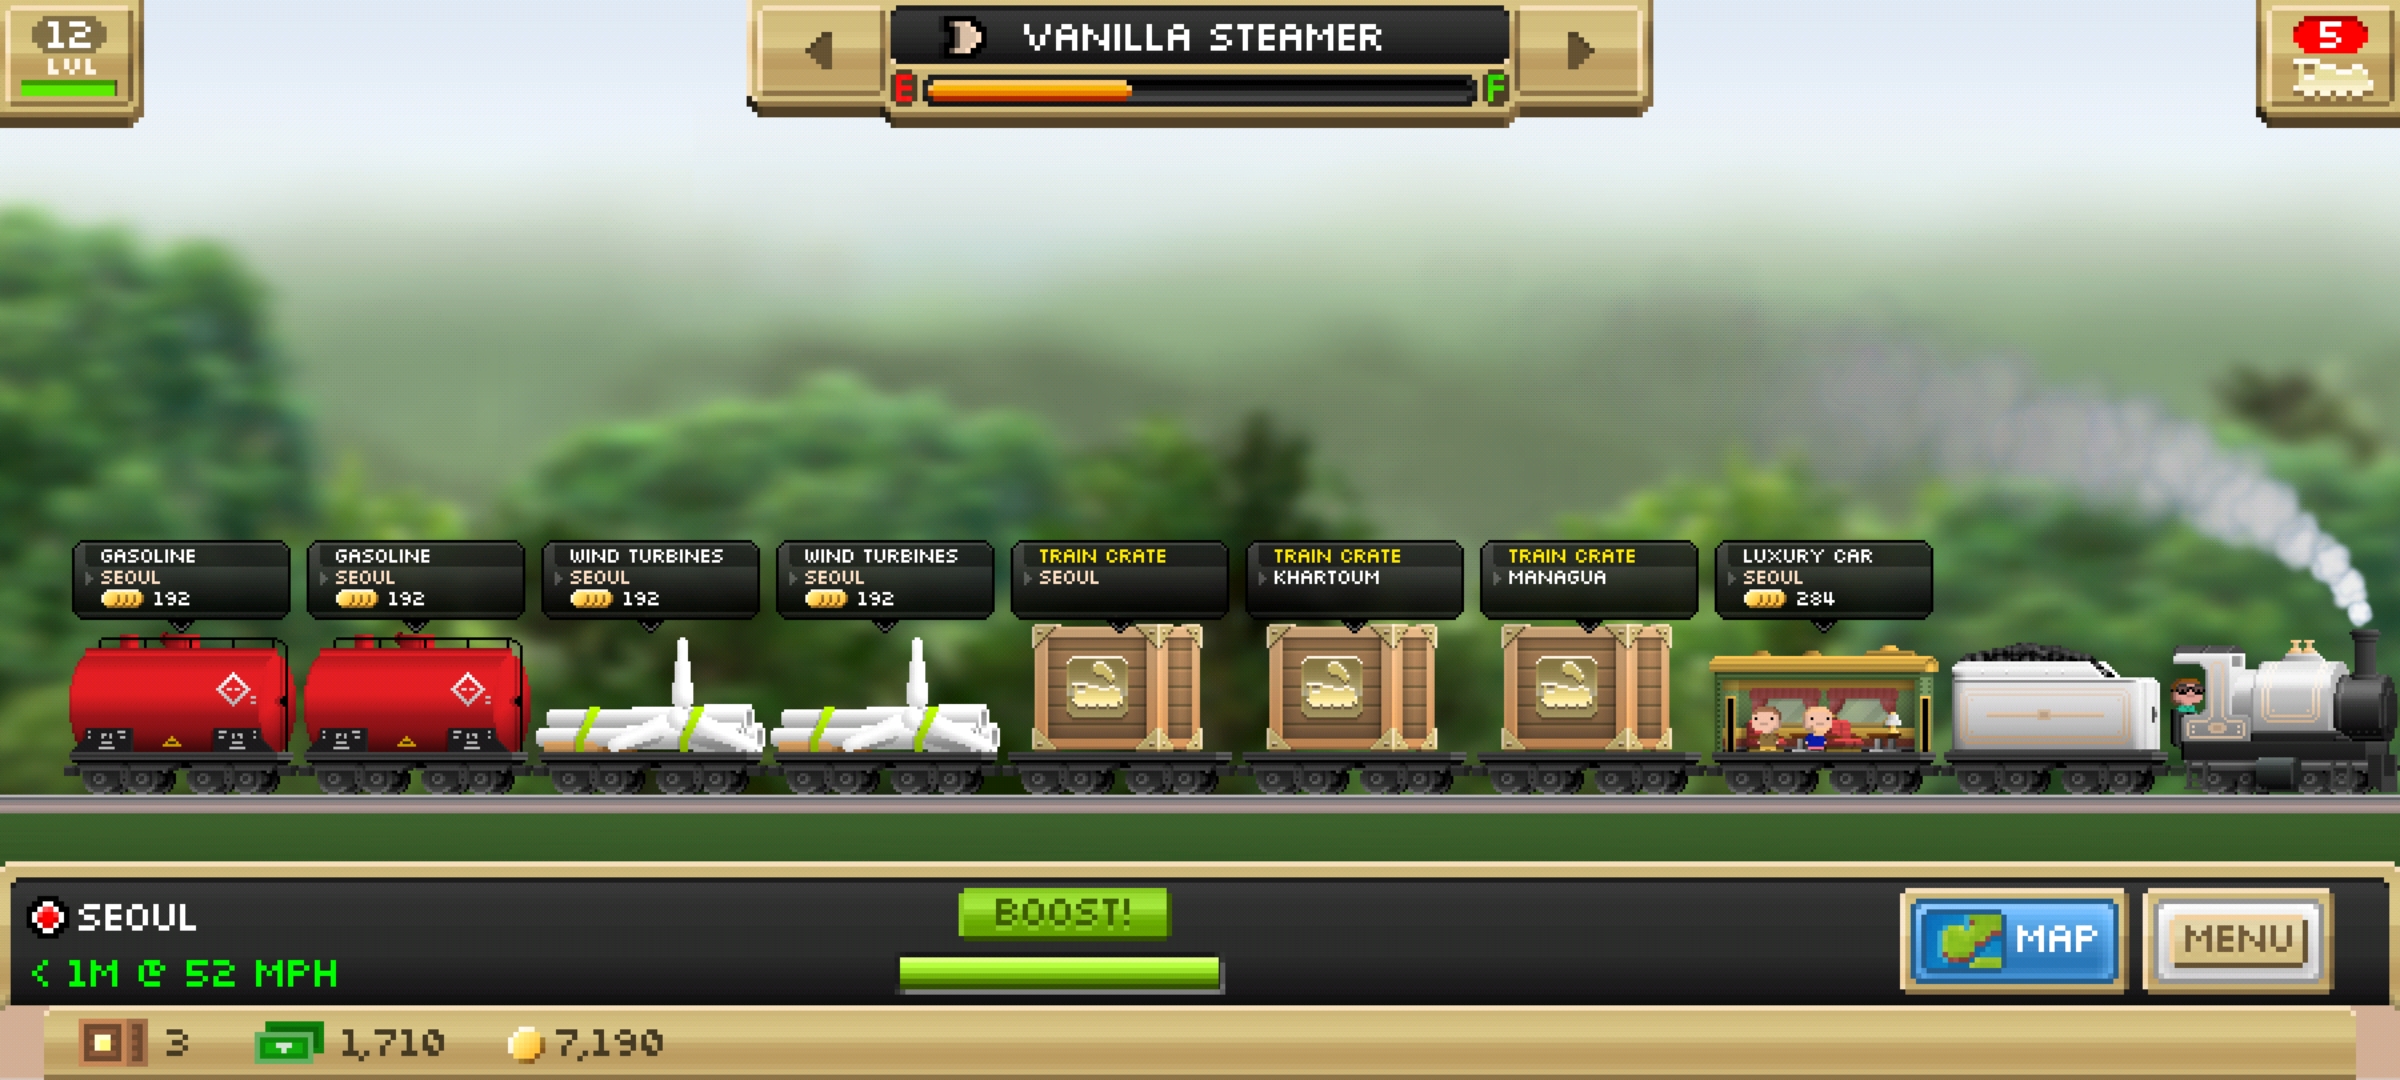 12
LVL
VANILLA STEAMER
E F
5
GASOLINE
SEOUL
192
GASOLINE
SEOUL
192
WIND TURBINES
SEOUL
192
WIND TURBINES
SEOUL
192
TRAIN CRATE
SEOUL
TRAIN CRATE
KHARTOUM
TRAIN CRATE
MANAGUA
LUXURY CAR
SEOUL
284
SEOUL
< 1M @ 52 MPH
BOOST!
MAP
MENU
3
1,710
7,190